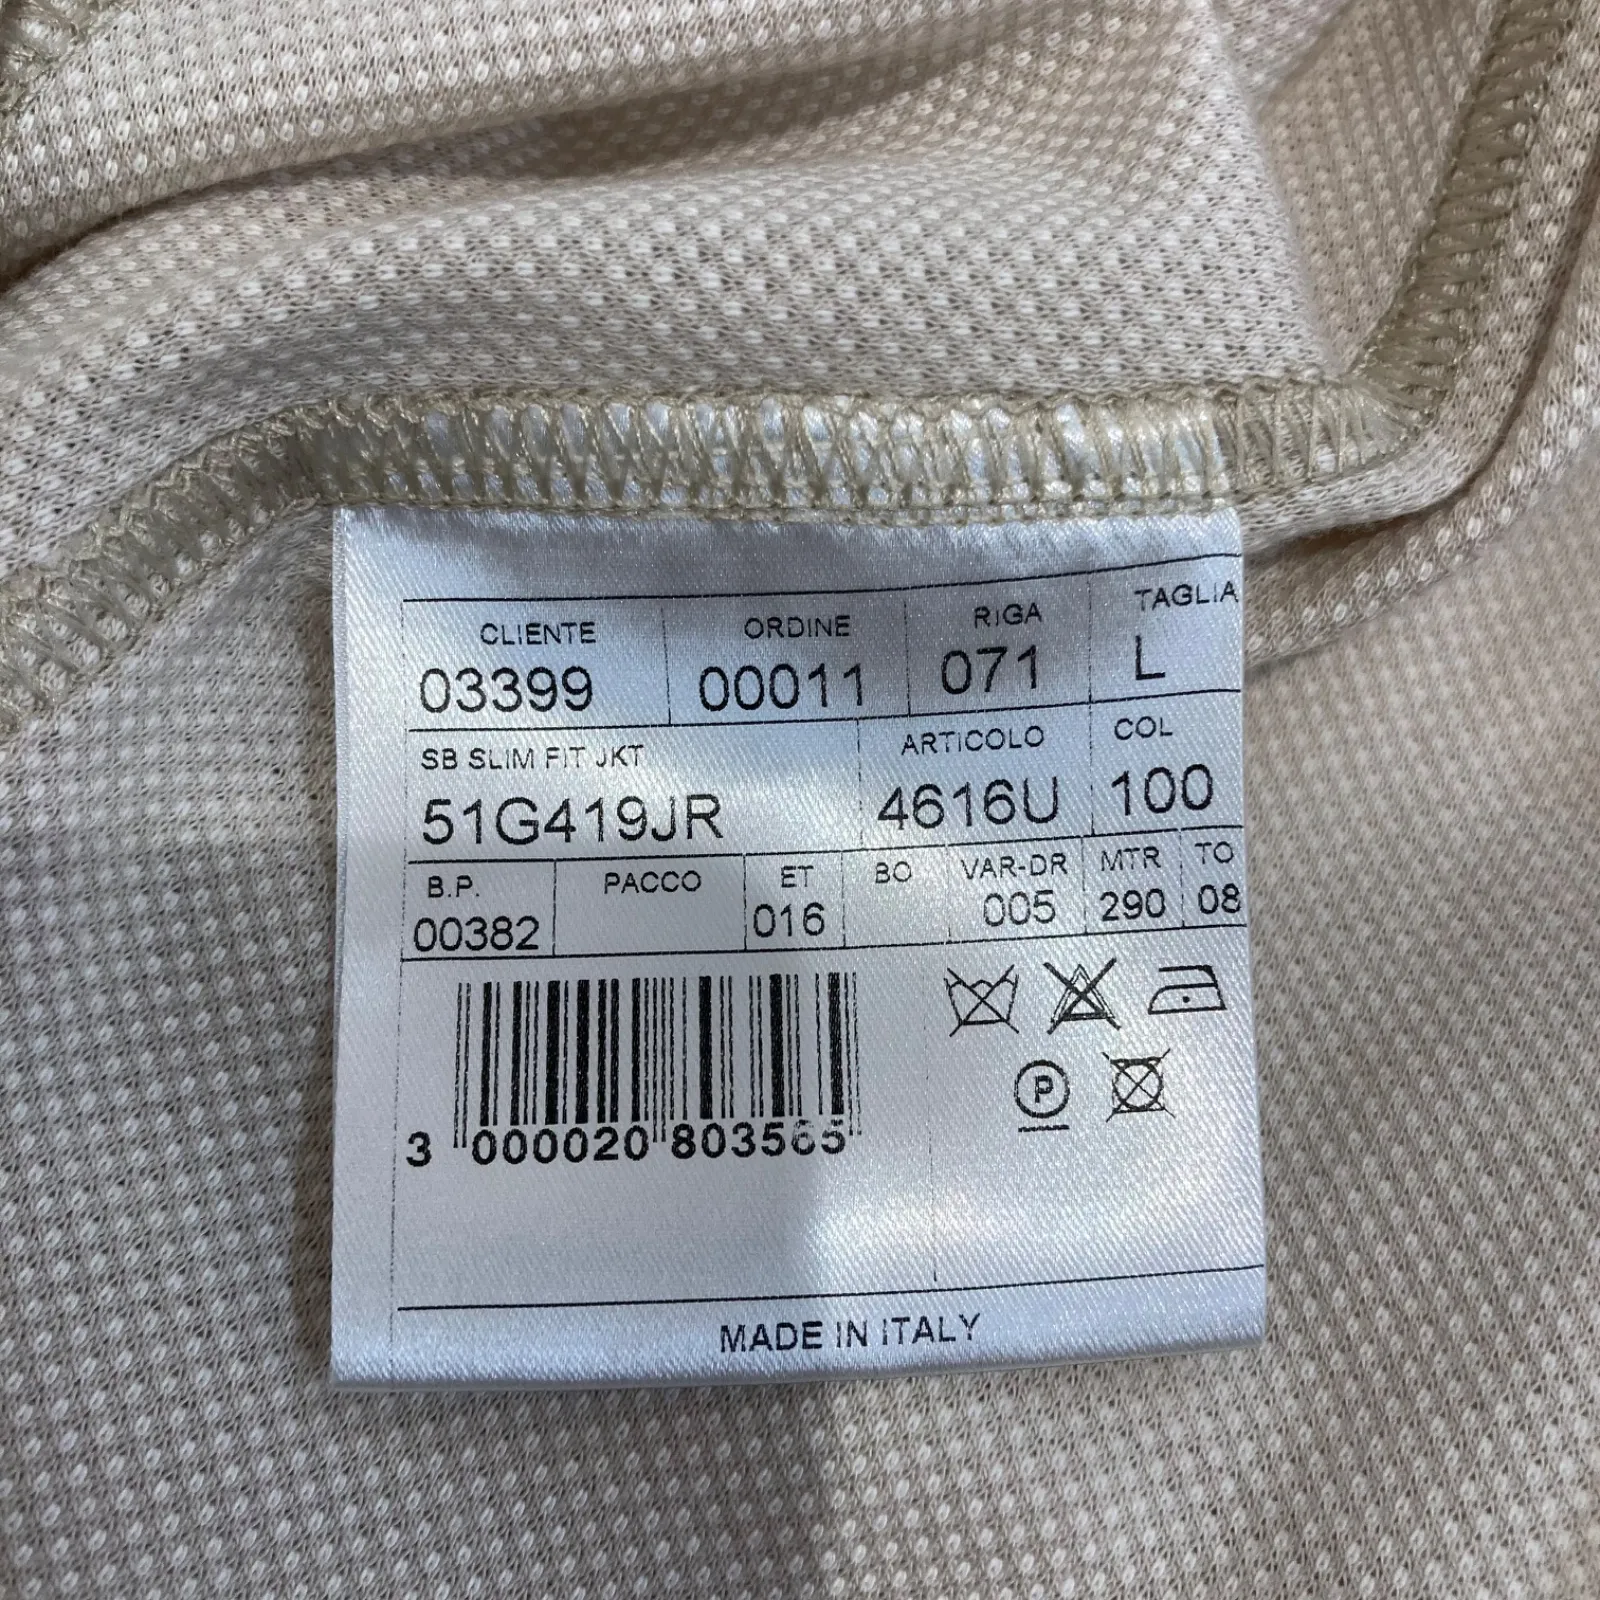 CLIENTE ORDINE RIGA TAGLIA
03399 00011 071 L
SB SLIM FIT JKT ARTICOLO COL
51G419JR 4616U 100
B.P. PACCO ET BO VAR-DR MTR TO
00382 016 005 290 08
P
3 000020 803565
MADE IN ITALY